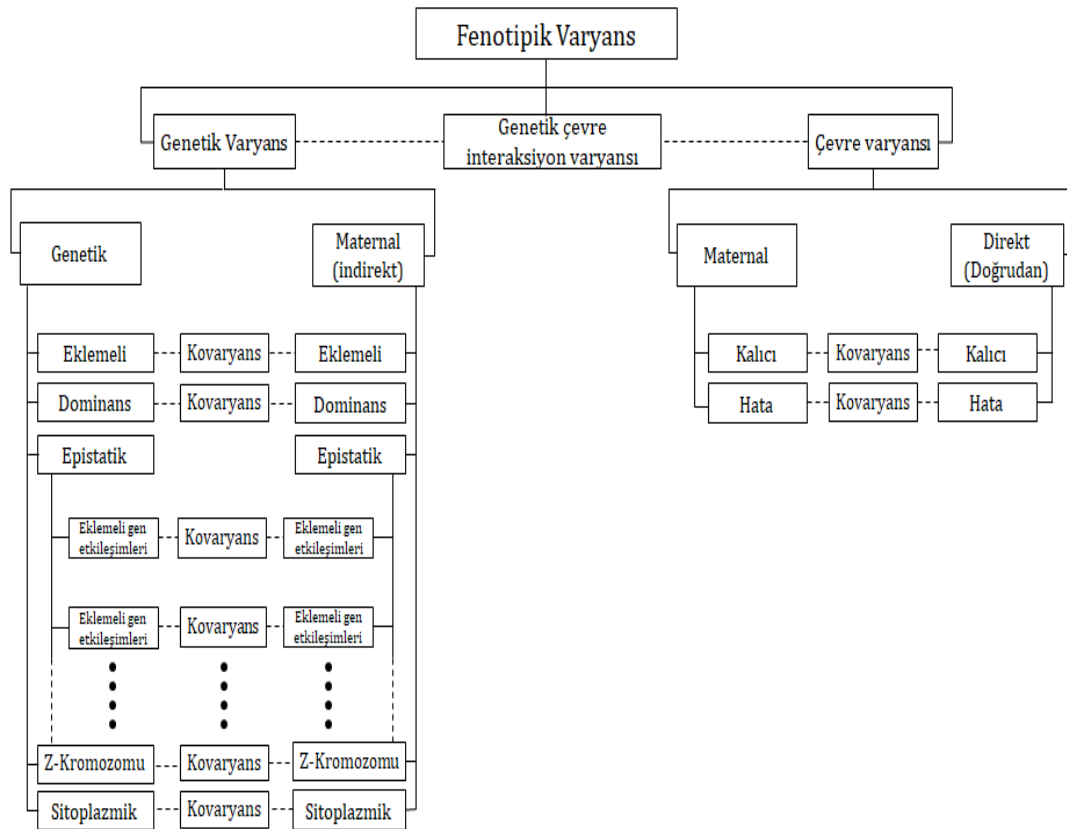 Fenotipik Varyans
Genetik Varyans
Genetik çevre
interaksiyon varyansı
Çevre varyansı
Genetik
Maternal
(indirekt)
Maternal
Direkt
(Doğrudan)
Eklemeli
Kovaryans
Eklemeli
Kalıcı
Kovaryans
Kalıcı
Dominans
Kovaryans
Dominans
Hata
Kovaryans
Hata
Epistatik
Epistatik
Eklemeli gen
etkileşimleri
Kovaryans
Eklemeli gen
etkileşimleri
Eklemeli gen
etkileşimleri
Kovaryans
Eklemeli gen
etkileşimleri
Z-Kromozomu
Kovaryans
Z-Kromozomu
Sitoplazmik
Kovaryans
Sitoplazmik